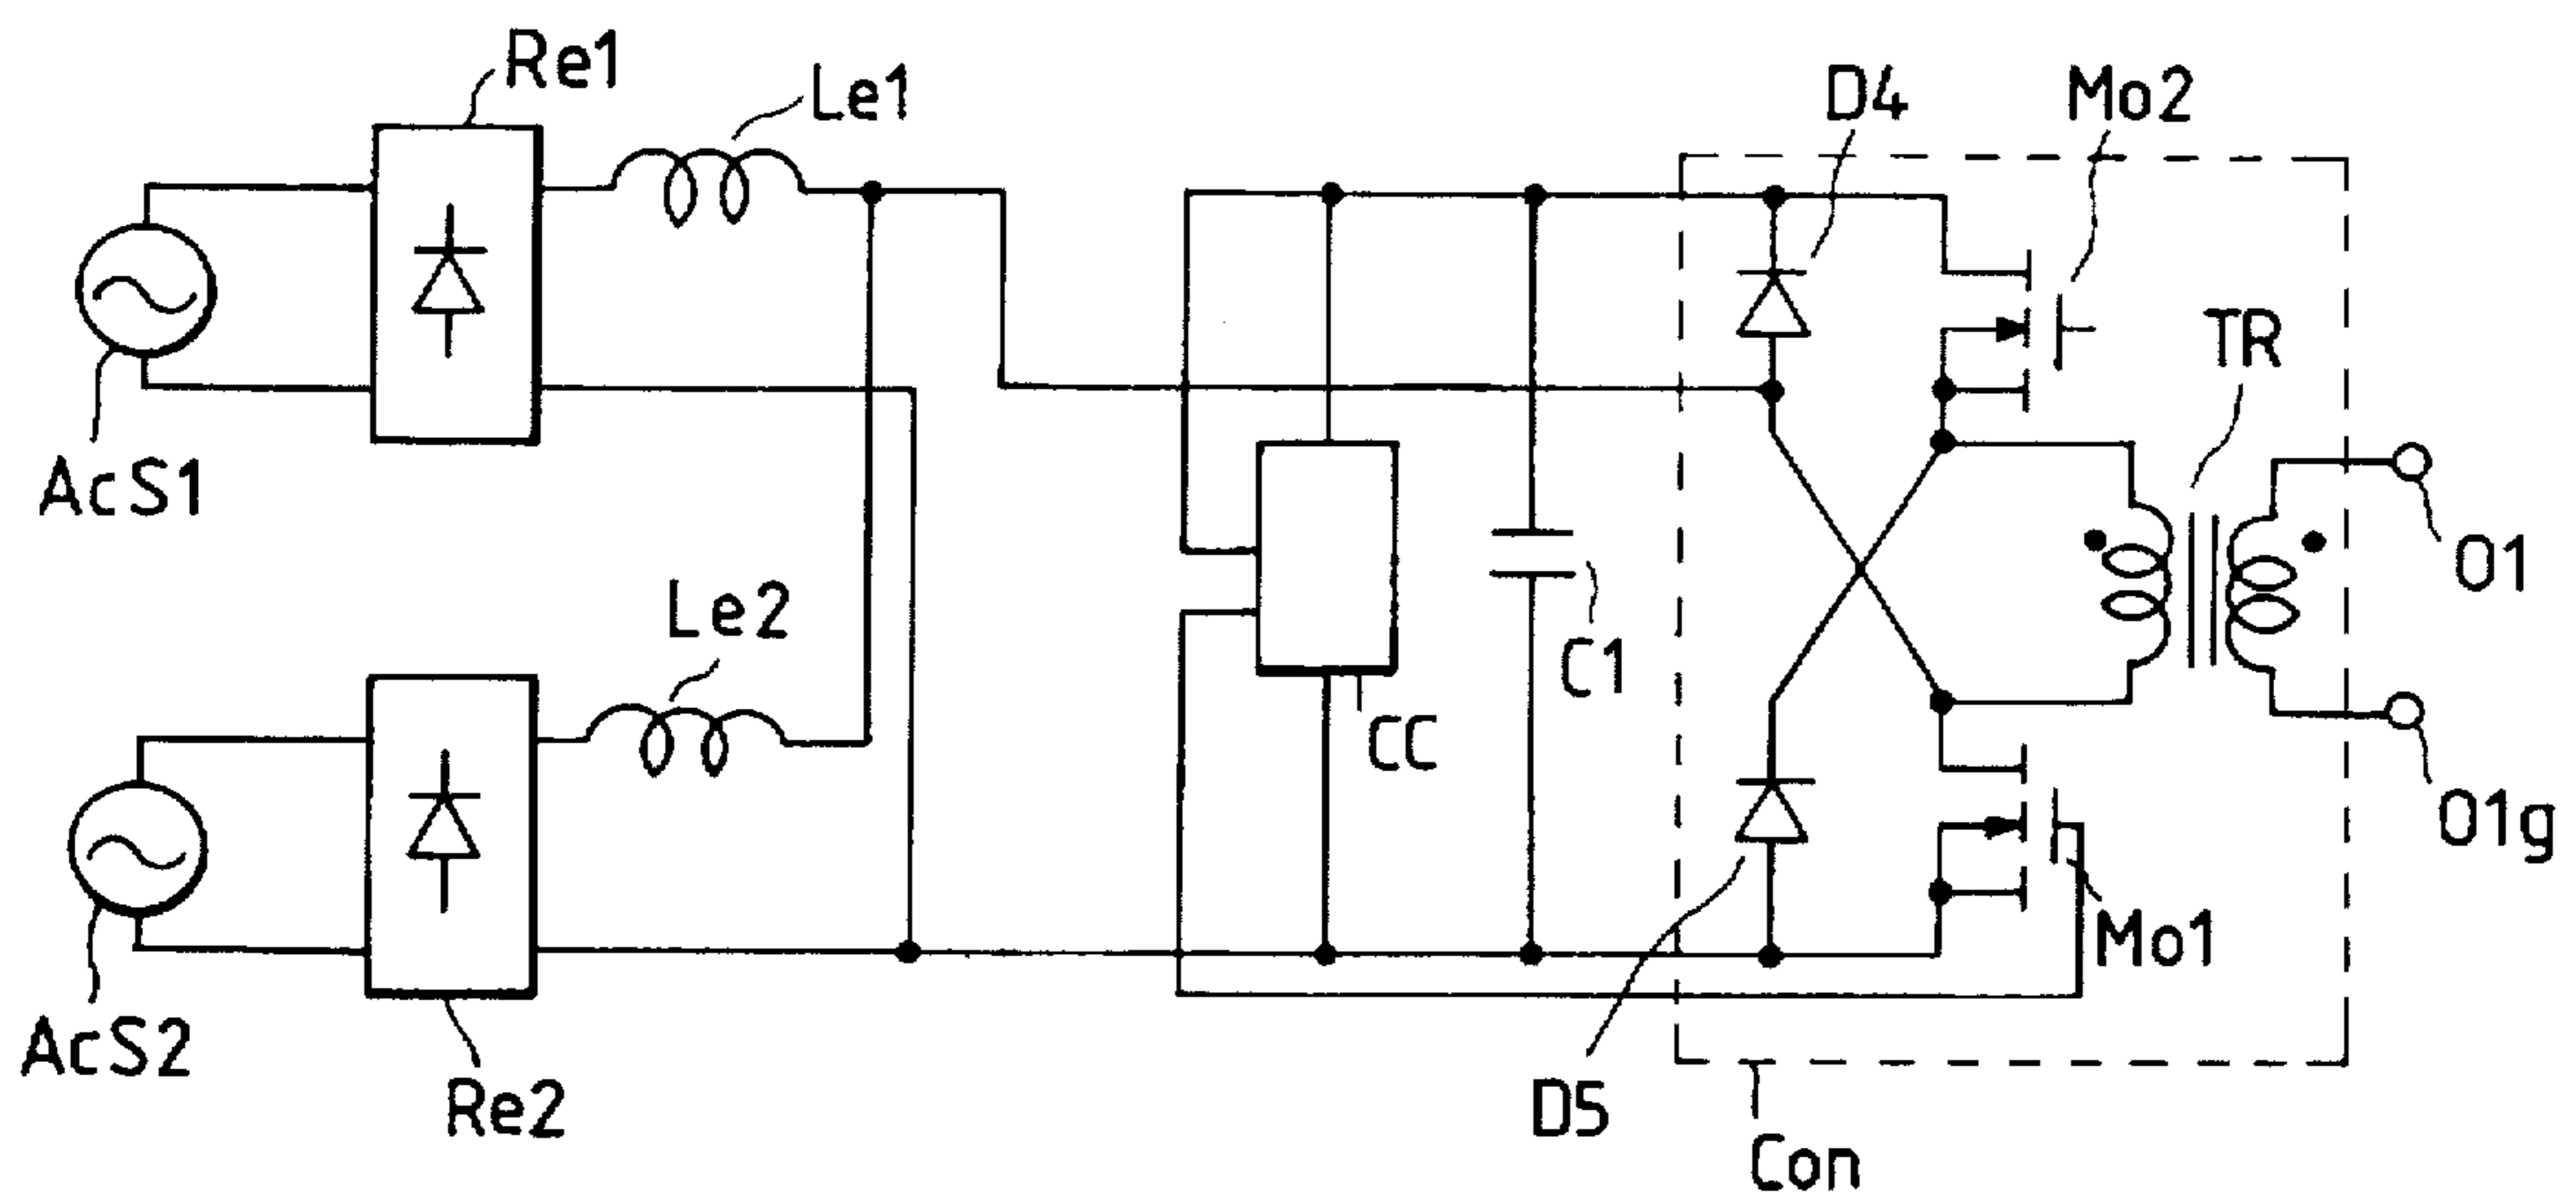 Re1
Le1
D4
Mo2
TR
AcS1
O1
Le2
C1
CC
O1g
Mo1
AcS2
Re2
D5
Con